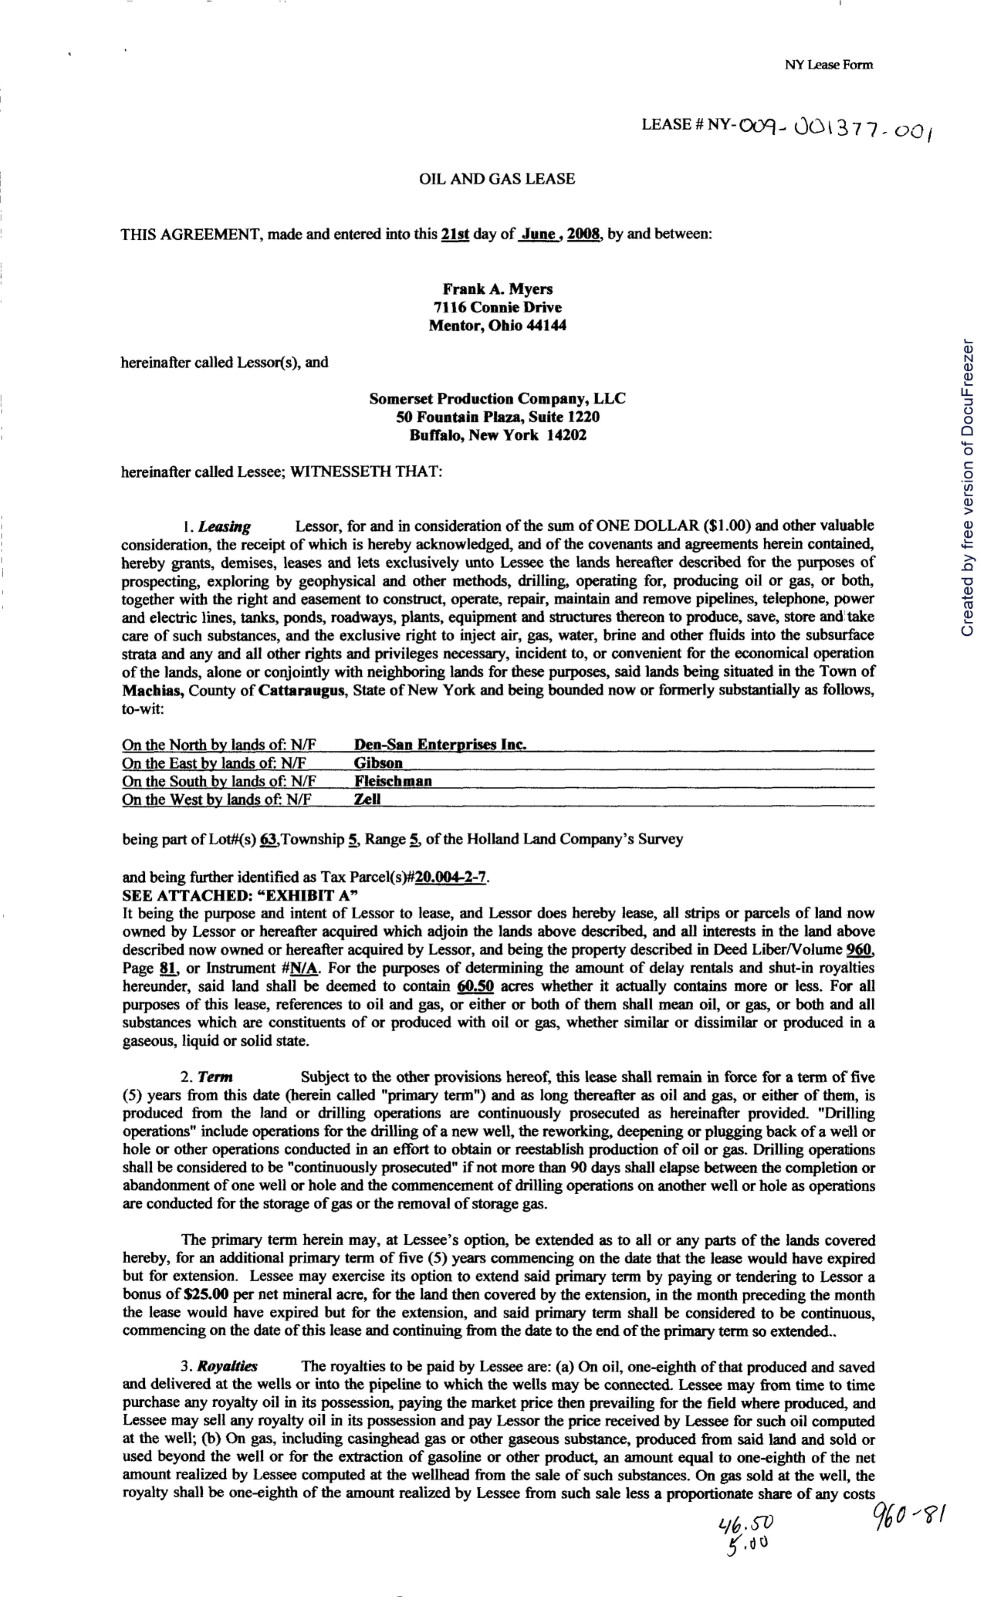 NY Lease Form
LEASE # NY-009-001377-001
OIL AND GAS LEASE
THIS AGREEMENT, made and entered into this 21st day of June , 2008, by and between:
Frank A. Myers
7116 Connie Drive
Mentor, Ohio 44144
hereinafter called Lessor(s), and
Somerset Production Company, LLC
50 Fountain Plaza, Suite 1220
Buffalo, New York 14202
hereinafter called Lessee; WITNESSETH THAT:
1. Leasing Lessor, for and in consideration of the sum of ONE DOLLAR ($1.00) and other valuable
consideration, the receipt of which is hereby acknowledged, and of the covenants and agreements herein contained,
hereby grants, demises, leases and lets exclusively unto Lessee the lands hereafter described for the purposes of
prospecting, exploring by geophysical and other methods, drilling, operating for, producing oil or gas, or both,
together with the right and easement to construct, operate, repair, maintain and remove pipelines, telephone, power
and electric lines, tanks, ponds, roadways, plants, equipment and structures thereon to produce, save, store and take
care of such substances, and the exclusive right to inject air, gas, water, brine and other fluids into the subsurface
strata and any and all other rights and privileges necessary, incident to, or convenient for the economical operation
of the lands, alone or conjointly with neighboring lands for these purposes, said lands being situated in the Town of
Machias, County of Cattaraugus, State of New York and being bounded now or formerly substantially as follows,
to-wit:
On the North by lands of: N/F Den-San Enterprises Inc.
On the East by lands of: N/F Gibson
On the South by lands of: N/F Fleischman
On the West by lands of: N/F Zell
being part of Lot#(s) 63,Township 5, Range 5, of the Holland Land Company's Survey
and being further identified as Tax Parcel(s)#20.004-2-7.
SEE ATTACHED: "EXHIBIT A"
It being the purpose and intent of Lessor to lease, and Lessor does hereby lease, all strips or parcels of land now
owned by Lessor or hereafter acquired which adjoin the lands above described, and all interests in the land above
described now owned or hereafter acquired by Lessor, and being the property described in Deed Liber/Volume 960,
Page 81, or Instrument #N/A. For the purposes of determining the amount of delay rentals and shut-in royalties
hereunder, said land shall be deemed to contain 60.50 acres whether it actually contains more or less. For all
purposes of this lease, references to oil and gas, or either or both of them shall mean oil, or gas, or both and all
substances which are constituents of or produced with oil or gas, whether similar or dissimilar or produced in a
gaseous, liquid or solid state.
2. Term Subject to the other provisions hereof, this lease shall remain in force for a term of five
(5) years from this date (herein called "primary term") and as long thereafter as oil and gas, or either of them, is
produced from the land or drilling operations are continuously prosecuted as hereinafter provided. "Drilling
operations" include operations for the drilling of a new well, the reworking, deepening or plugging back of a well or
hole or other operations conducted in an effort to obtain or reestablish production of oil or gas. Drilling operations
shall be considered to be "continuously prosecuted" if not more than 90 days shall elapse between the completion or
abandonment of one well or hole and the commencement of drilling operations on another well or hole as operations
are conducted for the storage of gas or the removal of storage gas.
The primary term herein may, at Lessee's option, be extended as to all or any parts of the lands covered
hereby, for an additional primary term of five (5) years commencing on the date that the lease would have expired
but for extension. Lessee may exercise its option to extend said primary term by paying or tendering to Lessor a
bonus of $25.00 per net mineral acre, for the land then covered by the extension, in the month preceding the month
the lease would have expired but for the extension, and said primary term shall be considered to be continuous,
commencing on the date of this lease and continuing from the date to the end of the primary term so extended..
3. Royalties The royalties to be paid by Lessee are: (a) On oil, one-eighth of that produced and saved
and delivered at the wells or into the pipeline to which the wells may be connected. Lessee may from time to time
purchase any royalty oil in its possession, paying the market price then prevailing for the field where produced, and
Lessee may sell any royalty oil in its possession and pay Lessor the price received by Lessee for such oil computed
at the well; (b) On gas, including casinghead gas or other gaseous substance, produced from said land and sold or
used beyond the well or for the extraction of gasoline or other product, an amount equal to one-eighth of the net
amount realized by Lessee computed at the wellhead from the sale of such substances. On gas sold at the well, the
royalty shall be one-eighth of the amount realized by Lessee from such sale less a proportionate share of any costs
960-81
46.50
5.00
Created by free version of DocuFreezer